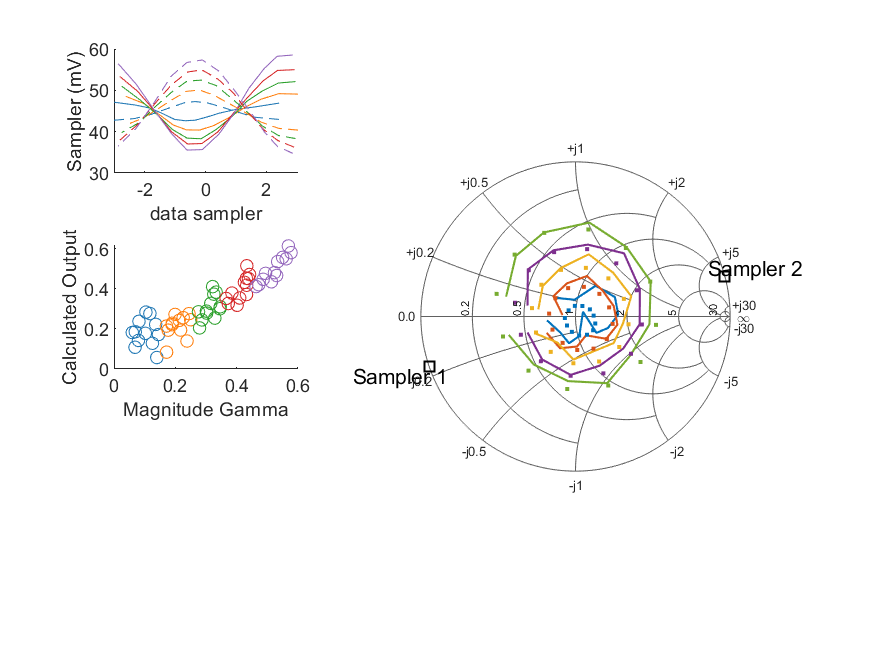 60
50
40
30
Sampler (mV)
-2
0
2
data sampler
0.6
0.4
0.2
0
Calculated Output
0
0.2
0.4
0.6
Magnitude Gamma
+j1
+j0.5
+j2
+j0.2
+j5
Sampler 2
0.0
0.2
0.5
1
2
5
30
+j30
∞
-j30
Sampler 1
-j0.2
-j5
-j0.5
-j2
-j1